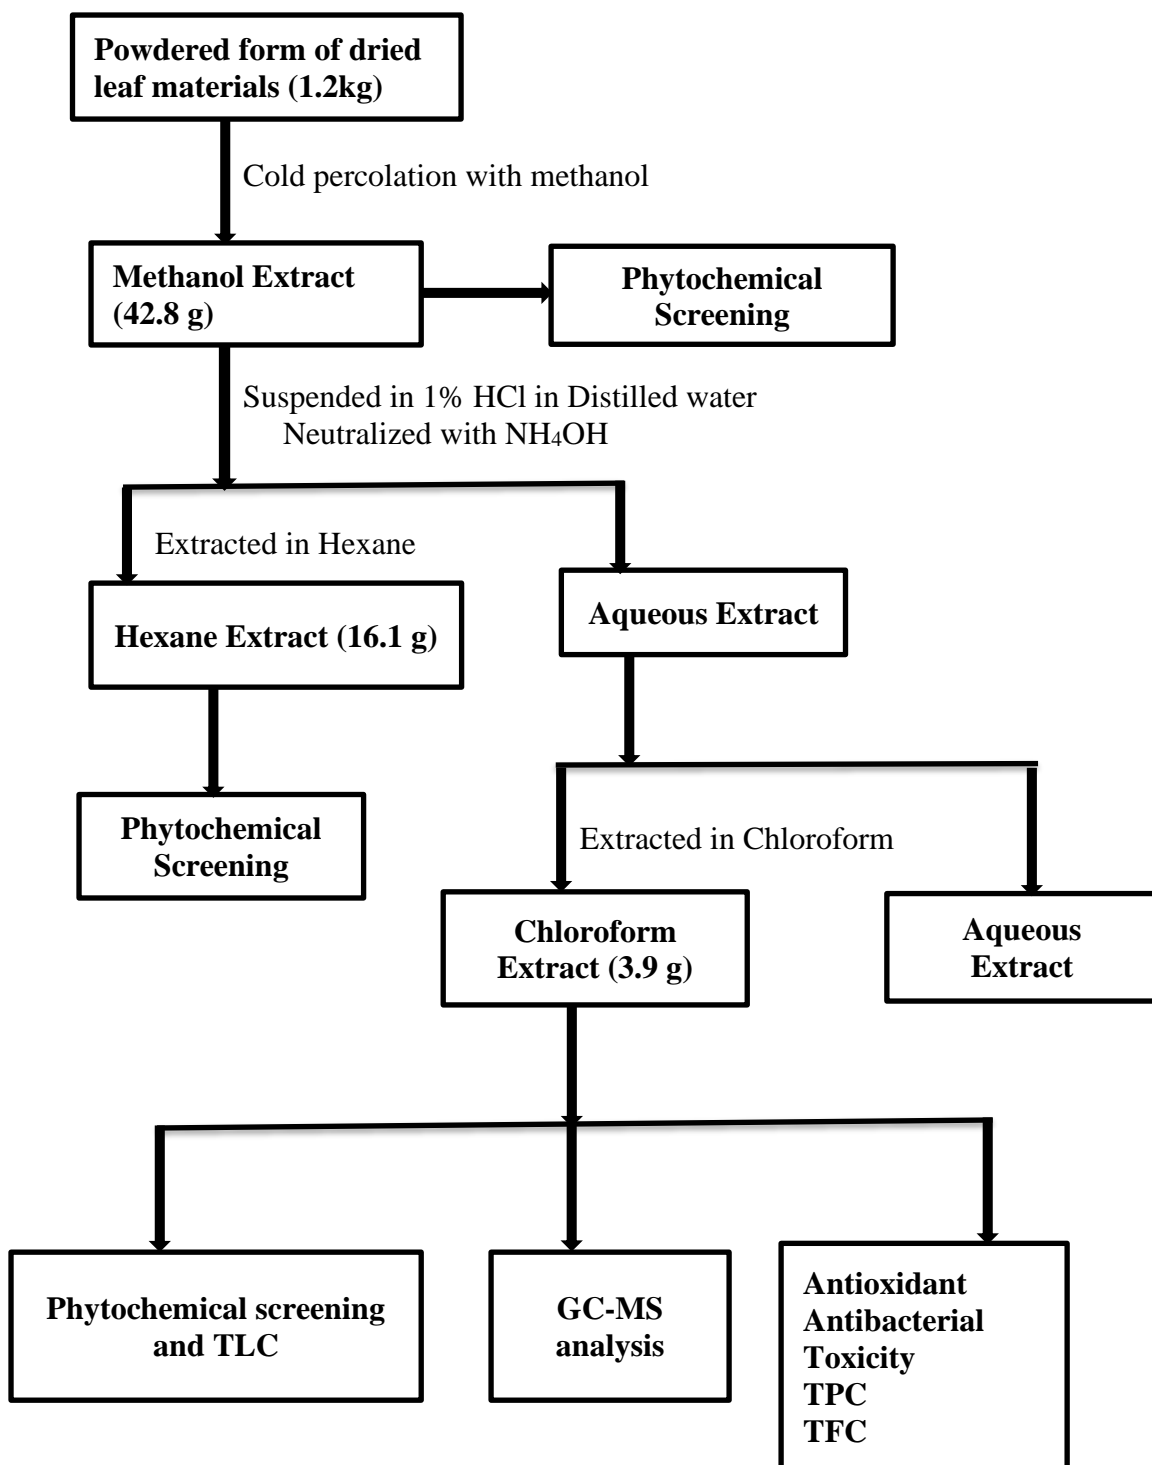 Powdered form of dried
leaf materials (1.2kg)
Cold percolation with methanol
Methanol Extract
(42.8 g)
Phytochemical
Screening
Suspended in 1% HCl in Distilled water
Neutralized with NH₄OH
Extracted in Hexane
Hexane Extract (16.1 g)
Aqueous Extract
Phytochemical
Screening
Extracted in Chloroform
Chloroform
Extract (3.9 g)
Aqueous
Extract
Phytochemical screening
and TLC
GC-MS
analysis
Antioxidant
Antibacterial
Toxicity
TPC
TFC